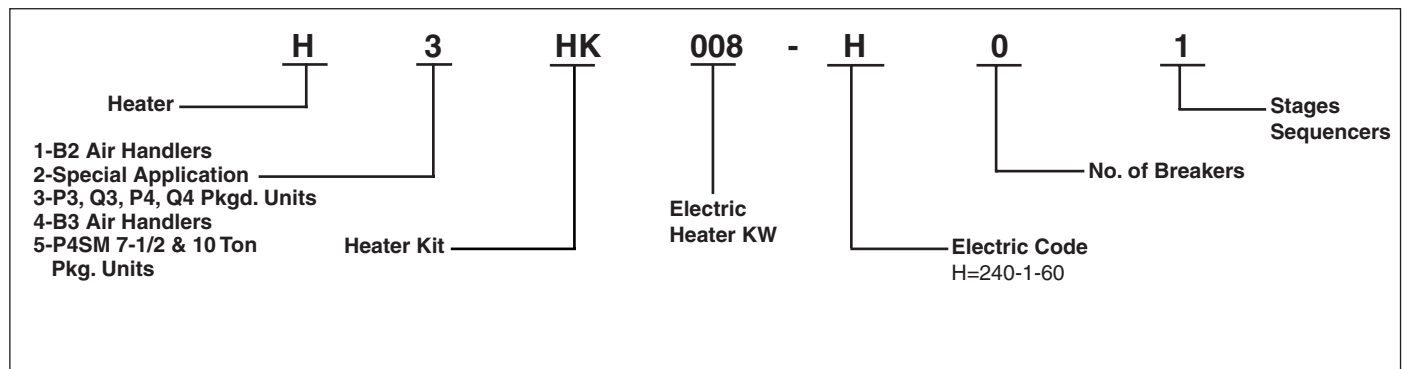 H 3 HK 008 - H 0 1
Heater
Stages
Sequencers
1-B2 Air Handlers
2-Special Application
3-P3, Q3, P4, Q4 Pkgd. Units
4-B3 Air Handlers
5-P4SM 7-1/2 & 10 Ton
Pkg. Units
No. of Breakers
Electric
Heater KW
Heater Kit
Electric Code
H=240-1-60